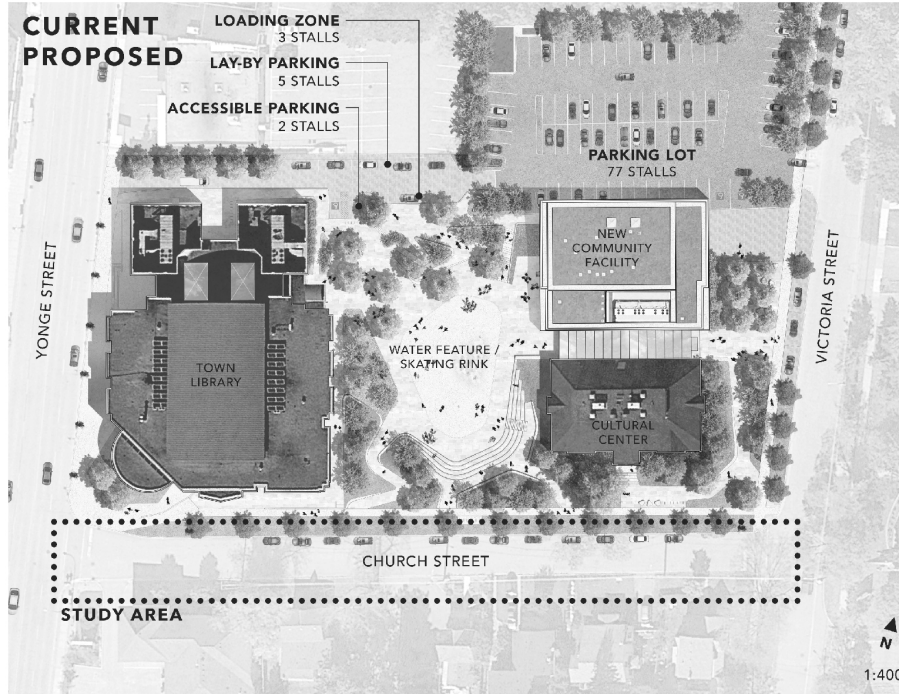 CURRENT
PROPOSED
LOADING ZONE
3 STALLS
LAY-BY PARKING
5 STALLS
ACCESSIBLE PARKING
2 STALLS
PARKING LOT
77 STALLS
NEW
COMMUNITY
FACILITY
YONGE STREET
VICTORIA STREET
WATER FEATURE /
SKATING RINK
TOWN
LIBRARY
CULTURAL
CENTER
CHURCH STREET
STUDY AREA
N
1:400